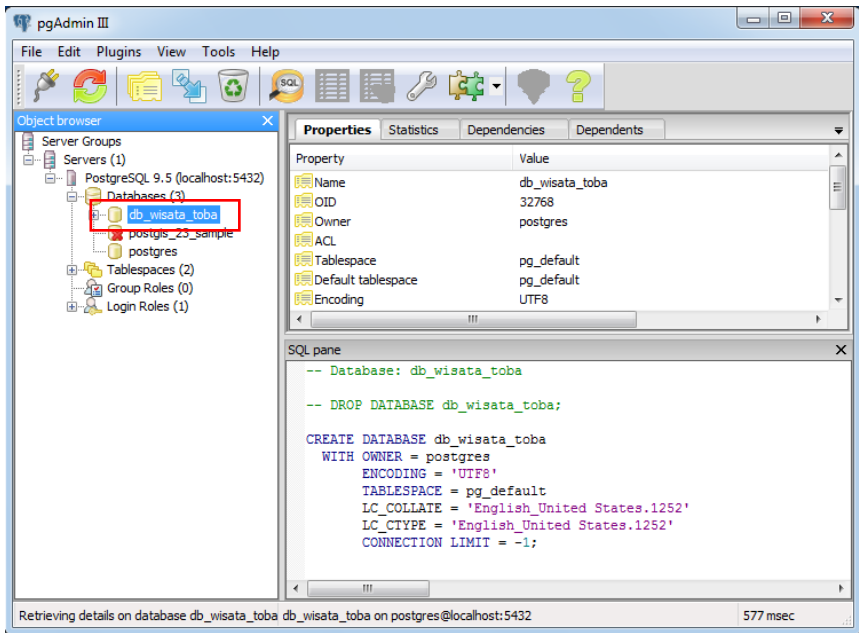 pgAdmin III
File Edit Plugins View Tools Help
SQL
Object browser
Server Groups
Servers (1)
PostgreSQL 9.5 (localhost:5432)
Databases (3)
db_wisata_toba
postgis_23_sample
postgres
Tablespaces (2)
Group Roles (0)
Login Roles (1)
Properties Statistics Dependencies Dependents
Property Value
Name db_wisata_toba
OID 32768
Owner postgres
ACL
Tablespace pg_default
Default tablespace pg_default
Encoding UTF8
SQL pane
-- Database: db_wisata_toba
-- DROP DATABASE db_wisata_toba;
CREATE DATABASE db_wisata_toba
WITH OWNER = postgres
ENCODING = 'UTF8'
TABLESPACE = pg_default
LC_COLLATE = 'English_United States.1252'
LC_CTYPE = 'English_United States.1252'
CONNECTION LIMIT = -1;
Retrieving details on database db_wisata_toba db_wisata_toba on postgres@localhost:5432 577 msec